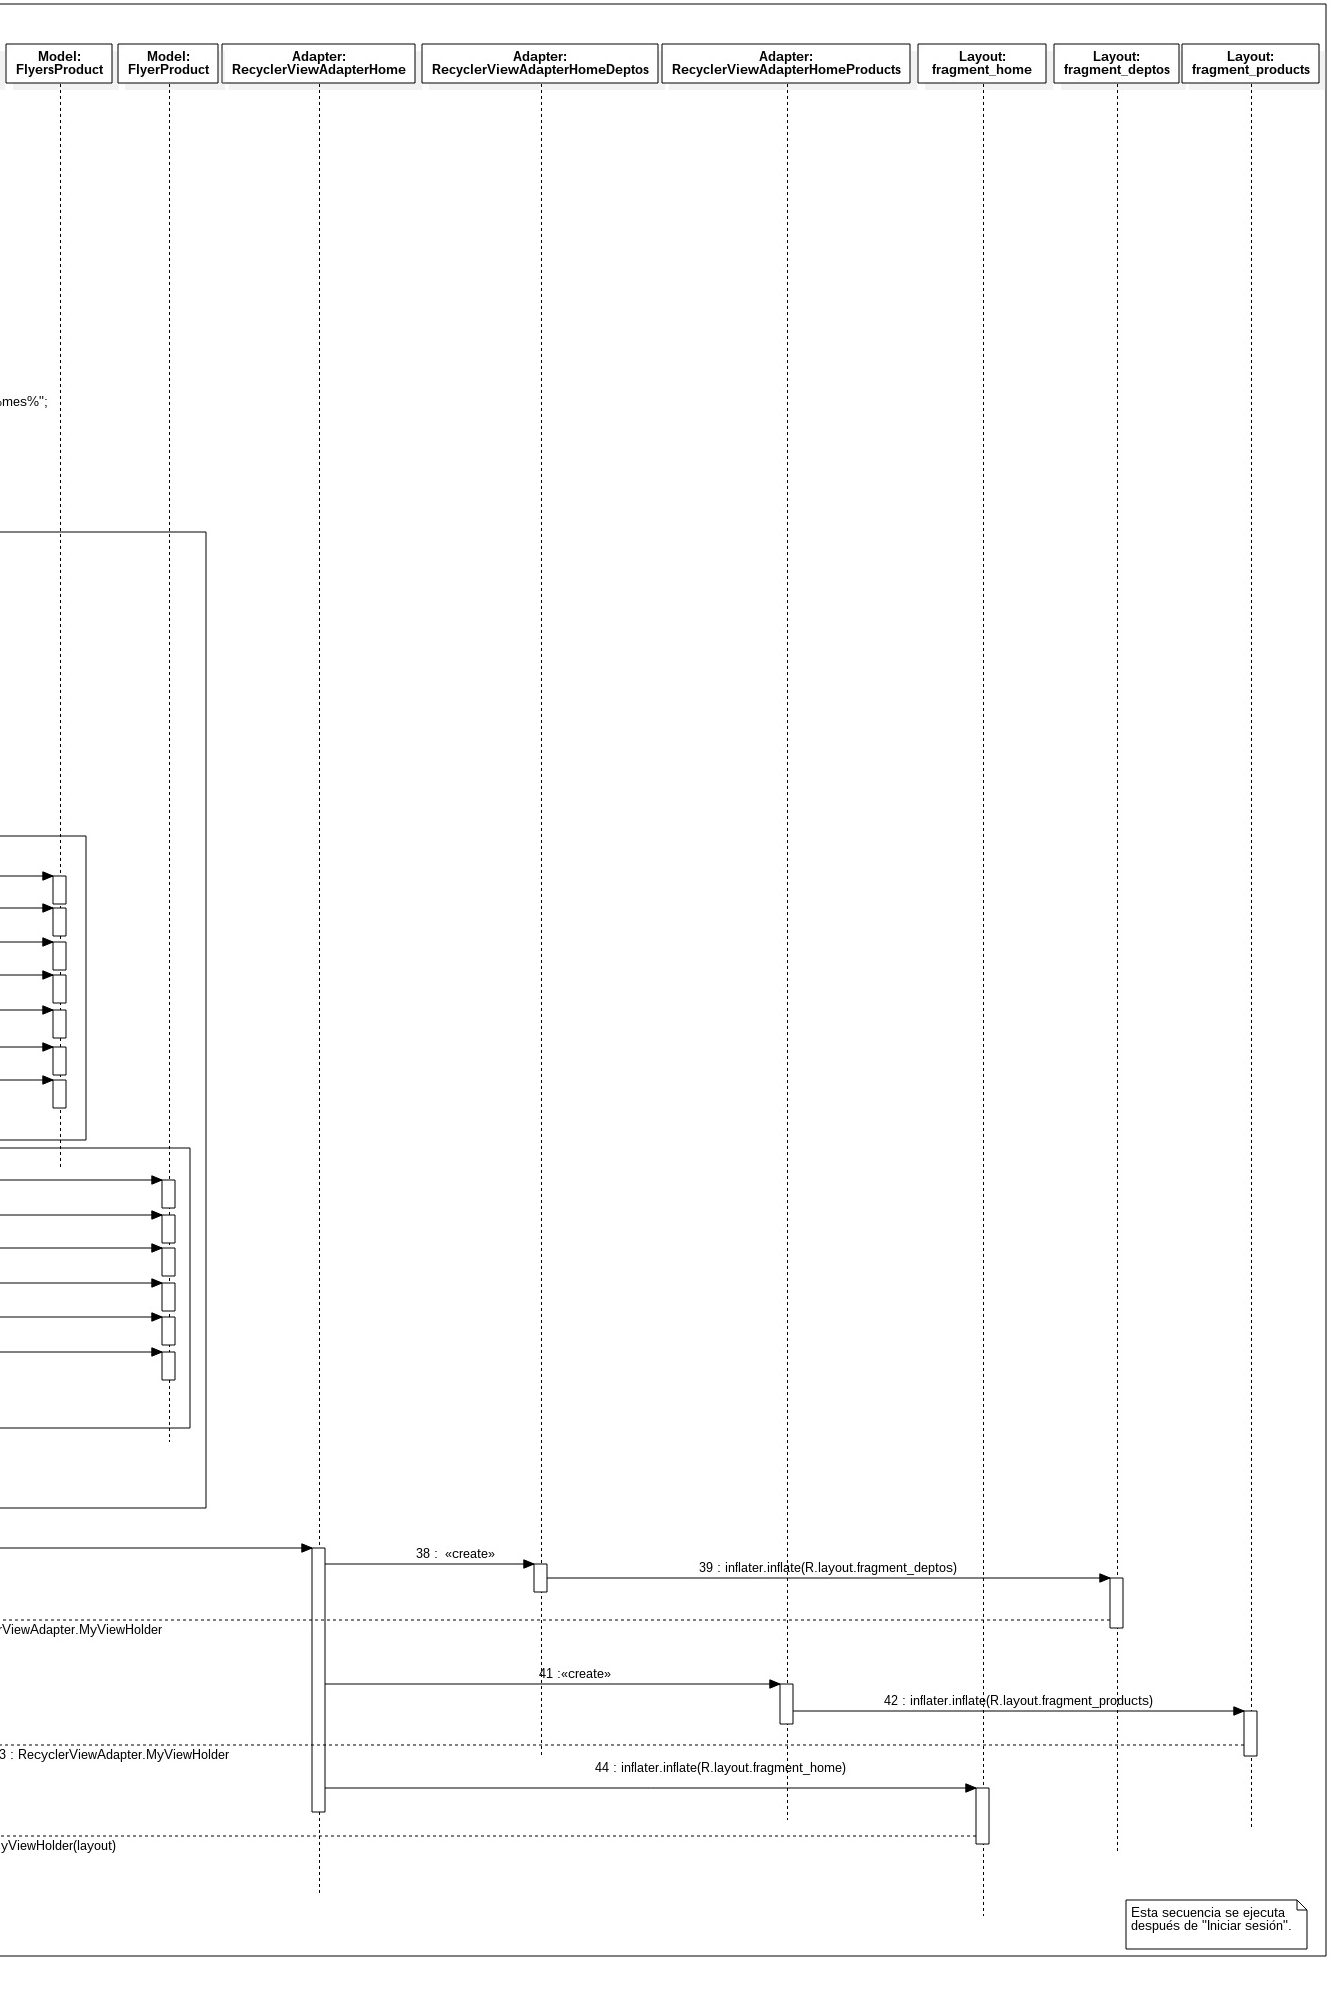 Model:
FlyersProduct
Model:
FlyerProduct
Adapter:
RecyclerViewAdapterHome
Adapter:
RecyclerViewAdapterHomeDeptos
Adapter:
RecyclerViewAdapterHomeProducts
Layout:
fragment_home
Layout:
fragment_deptos
Layout:
fragment_products
mes%";
38 : «create»
39 : inflater.inflate(R.layout.fragment_deptos)
rViewAdapter.MyViewHolder
41 :«create»
42 : inflater.inflate(R.layout.fragment_products)
3 : RecyclerViewAdapter.MyViewHolder
44 : inflater.inflate(R.layout.fragment_home)
yViewHolder(layout)
Esta secuencia se ejecuta
después de "Iniciar sesión".